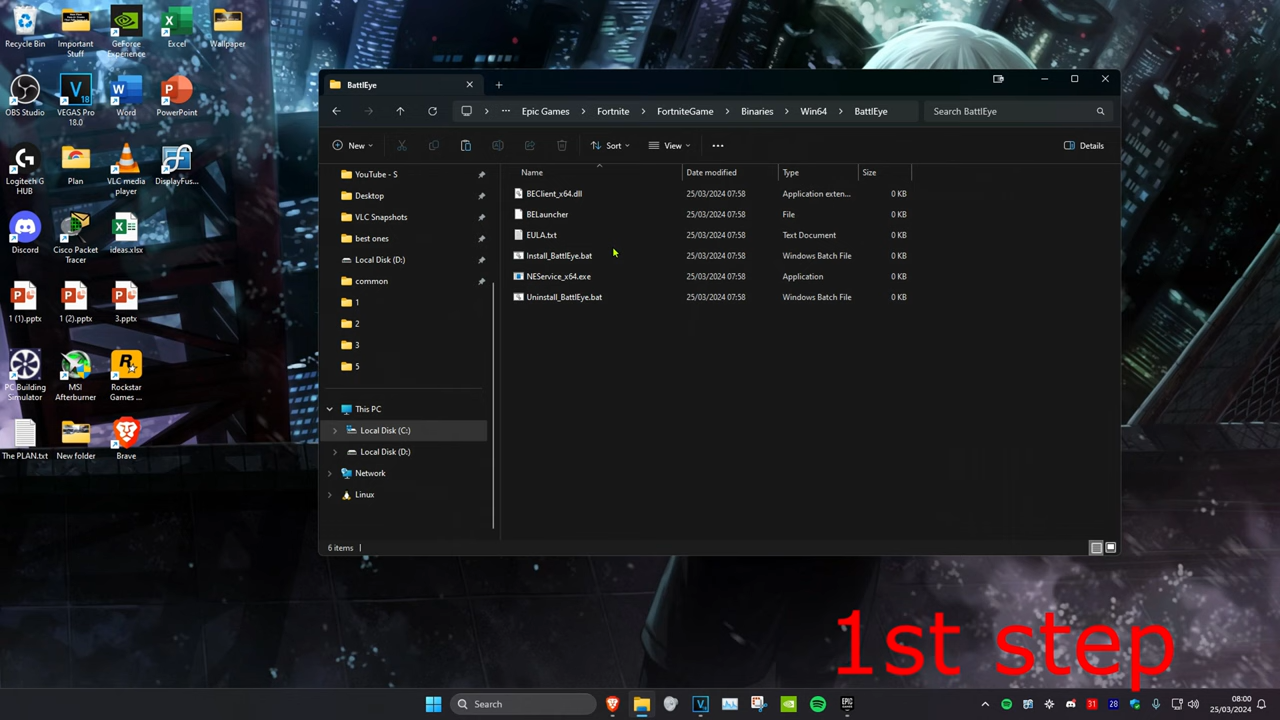 Recycle Bin
Important
Stuff
GeForce
Experience
Excel
Wallpaper
OBS Studio
VEGAS Pro
18.0
Word
PowerPoint
Logitech G
HUB
Plan
VLC media
player
DisplayFus...
Discord
Cisco Packet
Tracer
ideas.xlsx
1 (1).pptx
1 (2).pptx
3.pptx
PC Building
Simulator
MSI
Afterburner
Rockstar
Games ...
The PLAN.txt
New folder
Brave
BattlEye
Epic Games
Fortnite
FortniteGame
Binaries
Win64
BattlEye
Search BattlEye
New
Sort
View
Details
YouTube - S
Desktop
VLC Snapshots
best ones
Local Disk (D:)
common
1
2
3
5
This PC
Local Disk (C:)
Local Disk (D:)
Network
Linux
Name Date modified Type Size
BEClient_x64.dll 25/03/2024 07:58 Application exten... 0 KB
BELauncher 25/03/2024 07:58 File 0 KB
EULA.txt 25/03/2024 07:58 Text Document 0 KB
Install_BattlEye.bat 25/03/2024 07:58 Windows Batch File 0 KB
NEService_x64.exe 25/03/2024 07:58 Application 0 KB
Uninstall_BattlEye.bat 25/03/2024 07:58 Windows Batch File 0 KB
6 items
1st step
Search
08:00
25/03/2024